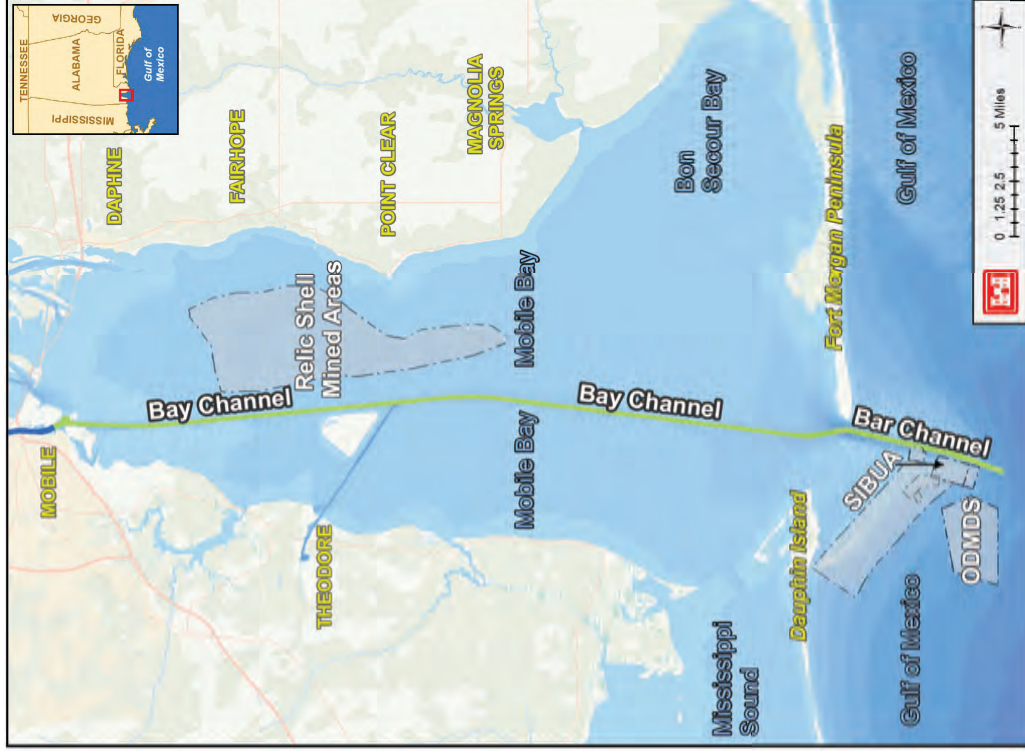 TENNESSEE
MISSISSIPPI
ALABAMA
GEORGIA
FLORIDA
Gulf of
Mexico
MOBILE
DAPHNE
FAIRHOPE
Bay Channel
Relic Shell
Mined Areas
THEODORE
POINT CLEAR
MAGNOLIA
SPRINGS
Mobile Bay
Mobile Bay
Bay Channel
Bon
Secour Bay
Mississippi
Sound
Dauphin Island
Fort Morgan Peninsula
Bar Channel
SIBUA
ODMDS
Gulf of Mexico
Gulf of Mexico
0 1.25 2.5 5 Miles